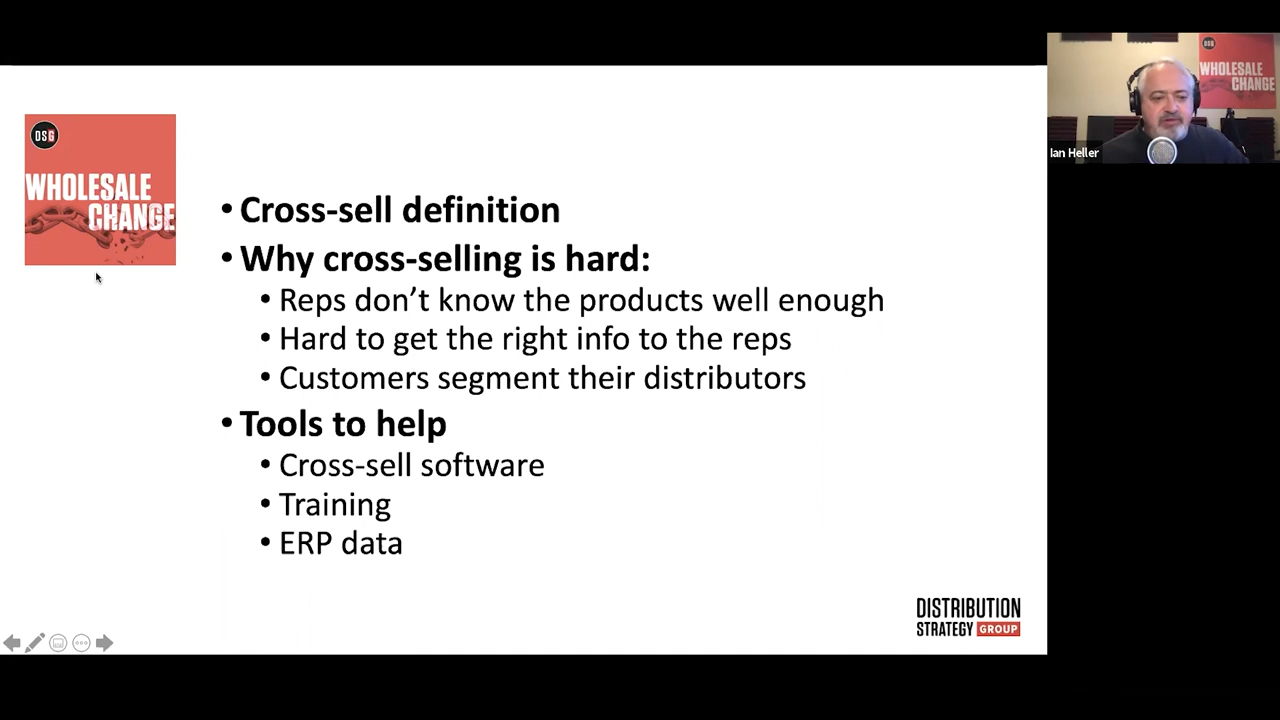 DSG
WHOLESALE
CHANGE
• Cross-sell definition
• Why cross-selling is hard:
• Reps don’t know the products well enough
• Hard to get the right info to the reps
• Customers segment their distributors
• Tools to help
• Cross-sell software
• Training
• ERP data
DISTRIBUTION
STRATEGY GROUP
DSG
WHOLESALE
CHANGE
Ian Heller